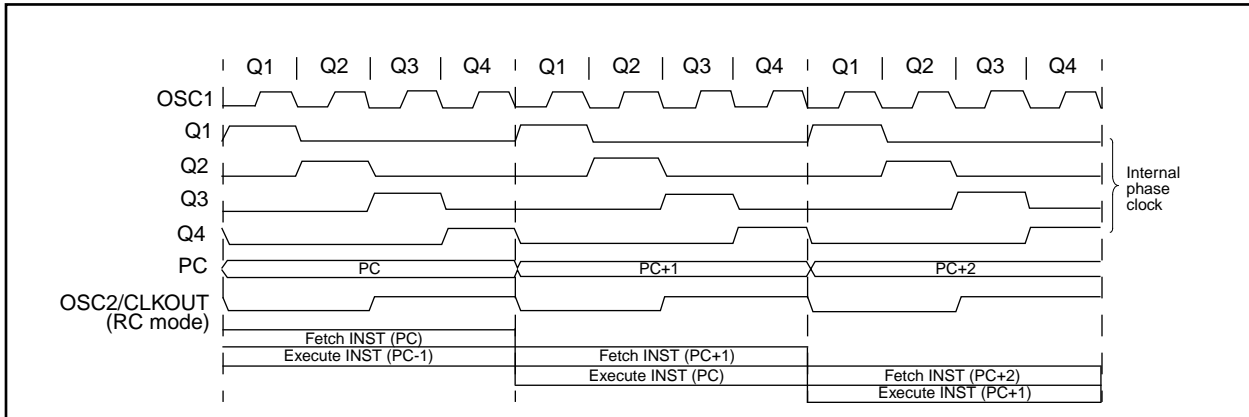 Q1 | Q2 | Q3 | Q4 | Q1 | Q2 | Q3 | Q4 | Q1 | Q2 | Q3 | Q4
OSC1
Q1
Q2
Q3
Q4
Internal
phase
clock
PC PC PC+1 PC+2
OSC2/CLKOUT
(RC mode)
Fetch INST (PC)
Execute INST (PC-1) Fetch INST (PC+1)
Execute INST (PC) Fetch INST (PC+2)
Execute INST (PC+1)